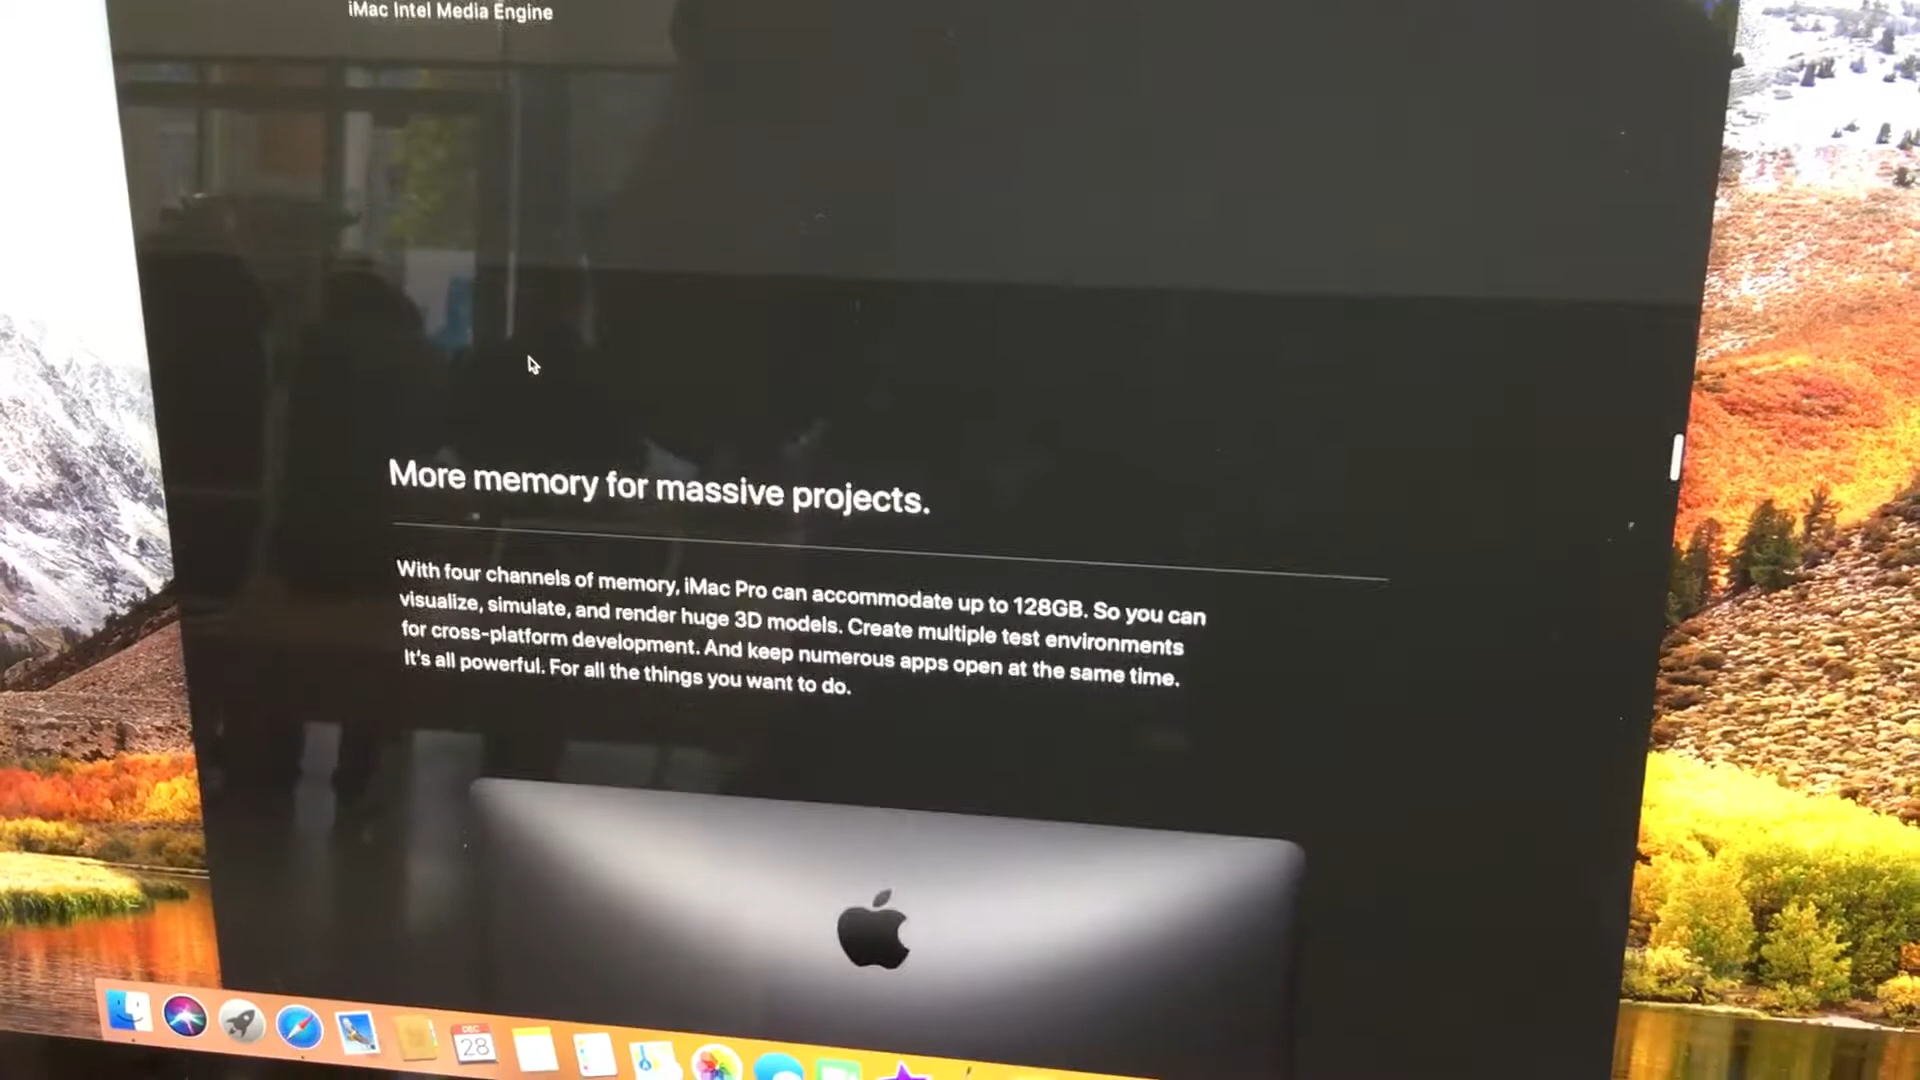 iMac Intel Media Engine
More memory for massive projects.
With four channels of memory, iMac Pro can accommodate up to 128GB. So you can
visualize, simulate, and render huge 3D models. Create multiple test environments
for cross-platform development. And keep numerous apps open at the same time.
It's all powerful. For all the things you want to do.
DEC
28